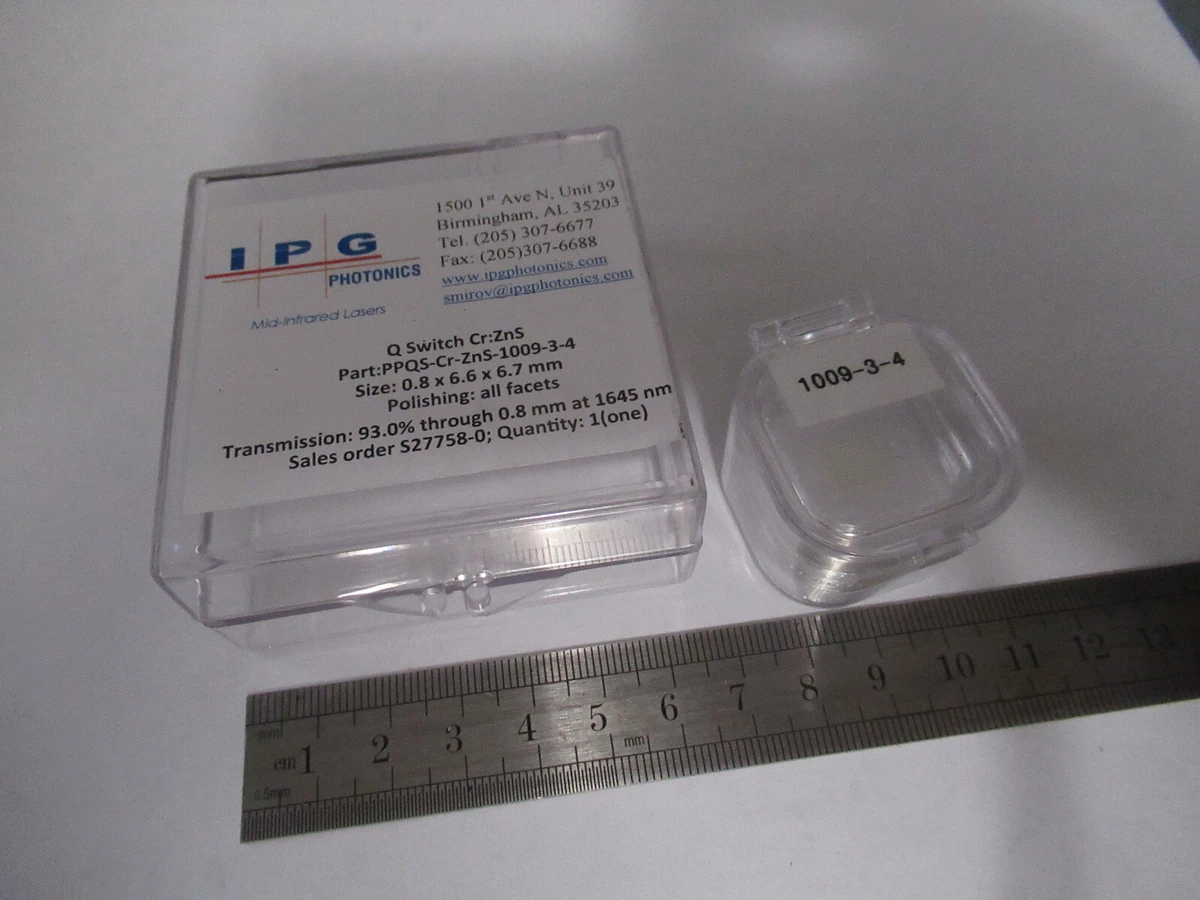 IPG
PHOTONICS
Mid-Infrared Lasers
1500 1st Ave N, Unit 39
Birmingham, AL 35203
Tel. (205) 307-6677
Fax: (205)307-6688
www.ipgphotonics.com
smirov@ipgphotonics.com
Q Switch Cr:ZnS
Part:PPQS-Cr-ZnS-1009-3-4
Size: 0.8 x 6.6 x 6.7 mm
Polishing: all facets
Transmission: 93.0% through 0.8 mm at 1645 nm
Sales order S27758-0; Quantity: 1(one)
1009-3-4
mm
cm 1 2 3 4 5 6 7 8 9 10 11 12 13
mm
0.5mm